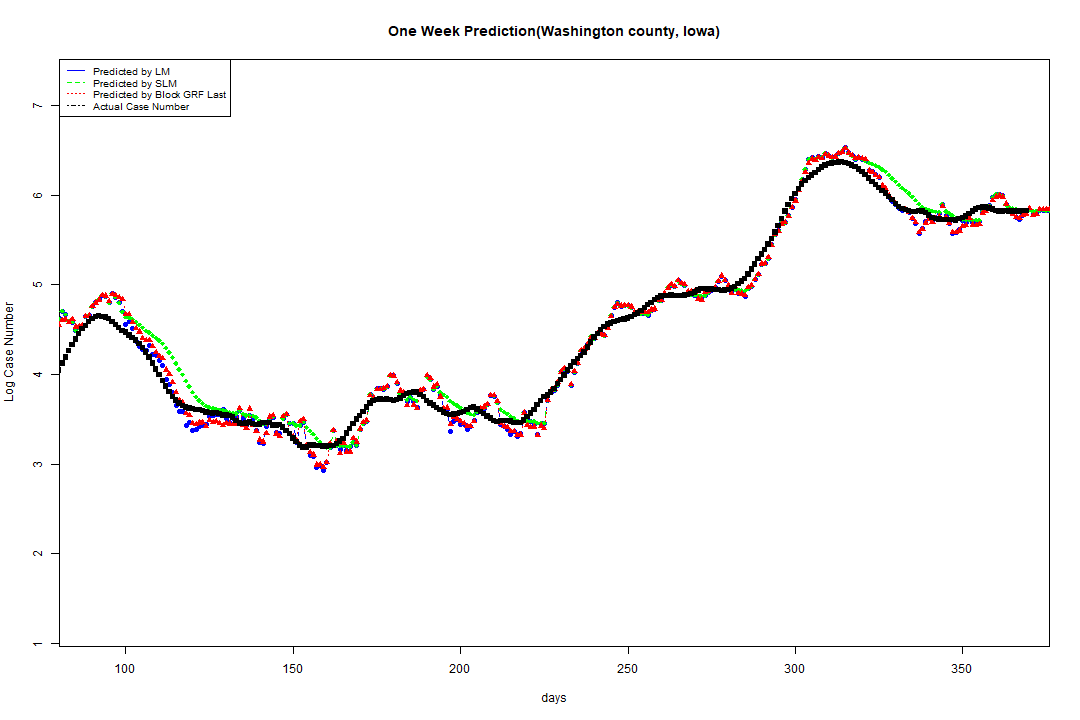 One Week Prediction(Washington county, Iowa)
Predicted by LM
Predicted by SLM
Predicted by Block GRF Last
Actual Case Number
7
6
5
4
3
2
1
Log Case Number
100 150 200 250 300 350
days